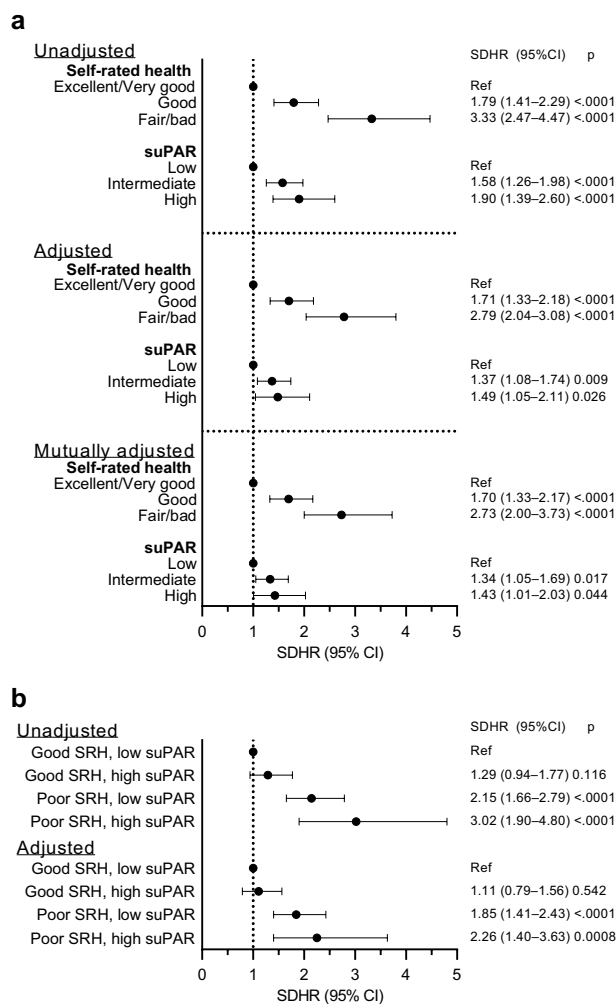 a
SDHR (95%CI) p
Unadjusted
Self-rated health
Excellent/Very good Ref
Good 1.79 (1.41–2.29) <.0001
Fair/bad 3.33 (2.47–4.47) <.0001
suPAR
Low Ref
Intermediate 1.58 (1.26–1.98) <.0001
High 1.90 (1.39–2.60) <.0001
Adjusted
Self-rated health
Excellent/Very good Ref
Good 1.71 (1.33–2.18) <.0001
Fair/bad 2.79 (2.04–3.08) <.0001
suPAR
Low Ref
Intermediate 1.37 (1.08–1.74) 0.009
High 1.49 (1.05–2.11) 0.026
Mutually adjusted
Self-rated health
Excellent/Very good Ref
Good 1.70 (1.33–2.17) <.0001
Fair/bad 2.73 (2.00–3.73) <.0001
suPAR
Low Ref
Intermediate 1.34 (1.05–1.69) 0.017
High 1.43 (1.01–2.03) 0.044
0 1 2 3 4 5
SDHR (95% CI)
b
SDHR (95%CI) p
Unadjusted
Good SRH, low suPAR Ref
Good SRH, high suPAR 1.29 (0.94–1.77) 0.116
Poor SRH, low suPAR 2.15 (1.66–2.79) <.0001
Poor SRH, high suPAR 3.02 (1.90–4.80) <.0001
Adjusted
Good SRH, low suPAR Ref
Good SRH, high suPAR 1.11 (0.79–1.56) 0.542
Poor SRH, low suPAR 1.85 (1.41–2.43) <.0001
Poor SRH, high suPAR 2.26 (1.40–3.63) 0.0008
0 1 2 3 4 5
SDHR (95% CI)